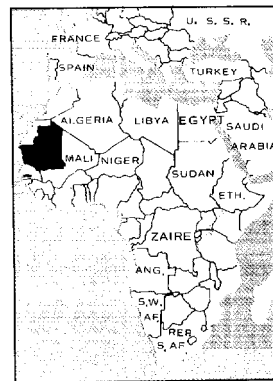 U. S. S. R.
FRANCE
SPAIN
TURKEY
ALGERIA
LIBYA
EGYPT
SAUDI
ARABIA
MALI
NIGER
SUDAN
ETH.
ZAIRE
ANG.
S.W.
AF.
REP.
S. AF.